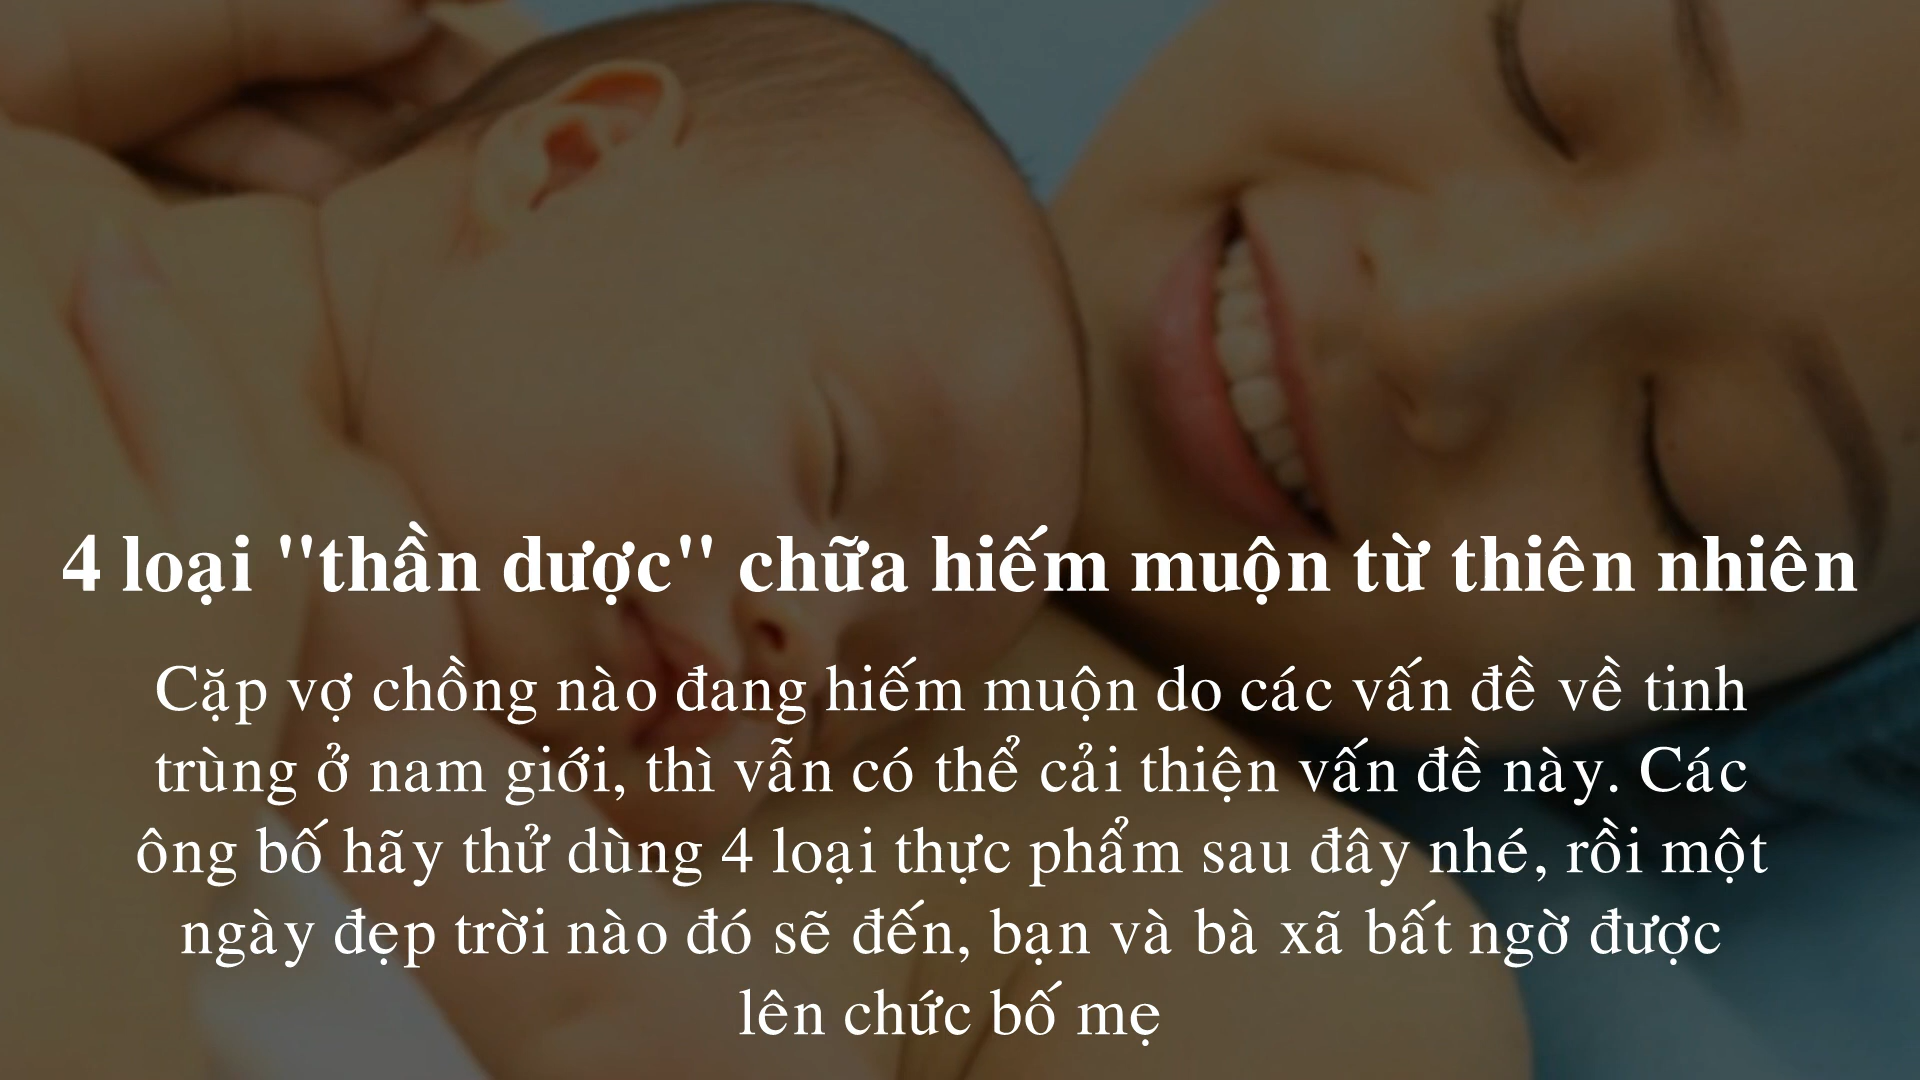 4 loại "thần dược" chữa hiếm muộn từ thiên nhiên
Cặp vợ chồng nào đang hiếm muộn do các vấn đề về tinh
trùng ở nam giới, thì vẫn có thể cải thiện vấn đề này. Các
ông bố hãy thử dùng 4 loại thực phẩm sau đây nhé, rồi một
ngày đẹp trời nào đó sẽ đến, bạn và bà xã bất ngờ được
lên chức bố mẹ